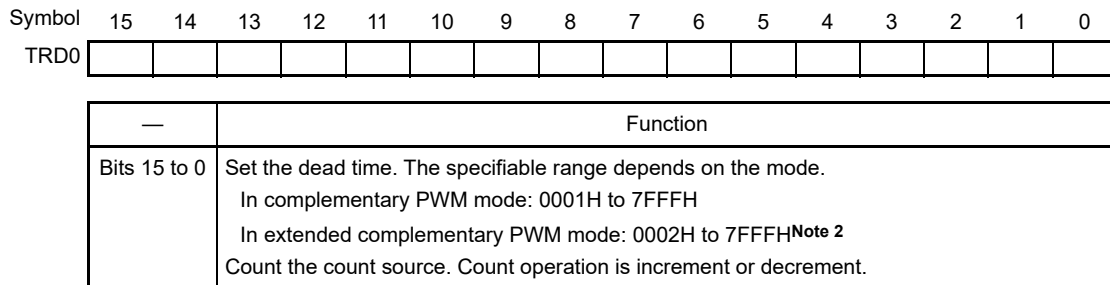 Symbol 15 14 13 12 11 10 9 8 7 6 5 4 3 2 1 0
TRD0
— Function
Bits 15 to 0 Set the dead time. The specifiable range depends on the mode.
In complementary PWM mode: 0001H to 7FFFH
In extended complementary PWM mode: 0002H to 7FFFHNote 2
Count the count source. Count operation is increment or decrement.